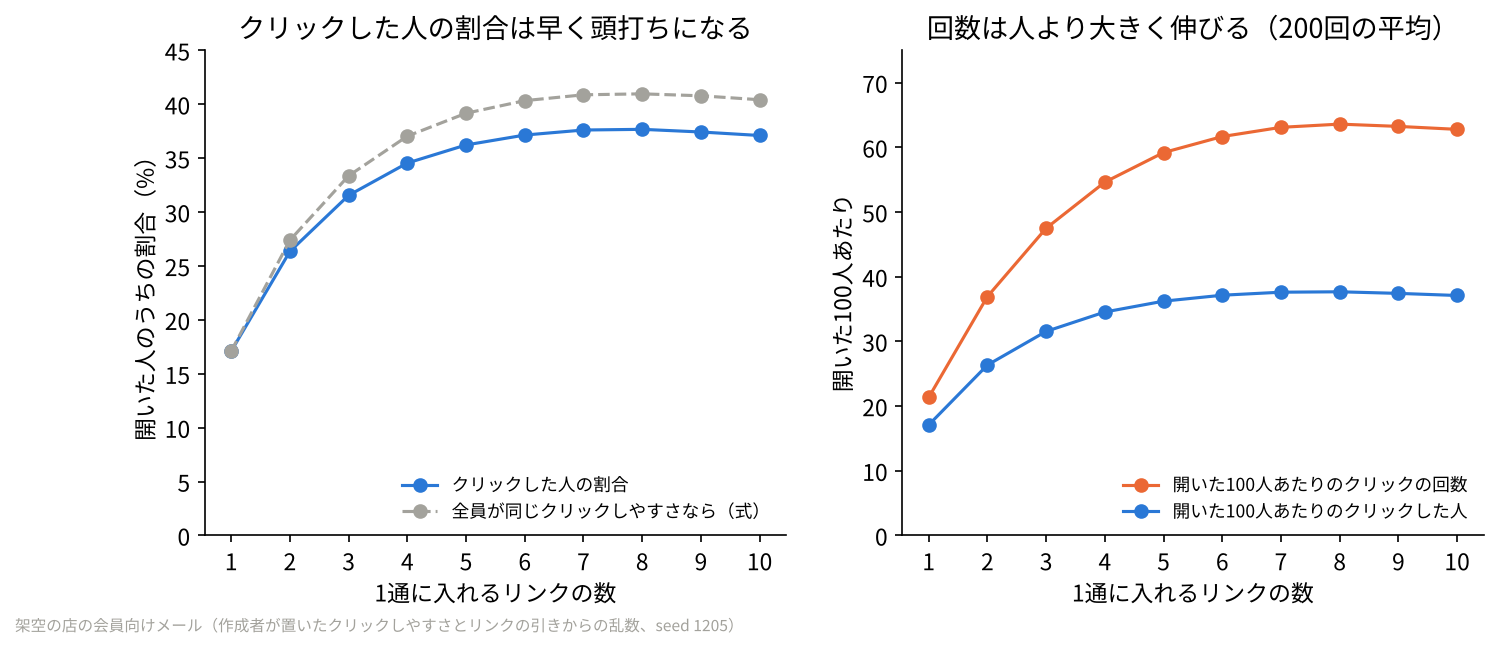 クリックした人の割合は早く頭打ちになる
開いた人のうちの割合（%）
45
40
35
30
25
20
15
10
5
0
クリックした人の割合
全員が同じクリックしやすさなら（式）
1 2 3 4 5 6 7 8 9 10
1通に入れるリンクの数
回数は人より大きく伸びる（200回の平均）
開いた100人あたり
70
60
50
40
30
20
10
0
開いた100人あたりのクリックの回数
開いた100人あたりのクリックした人
1 2 3 4 5 6 7 8 9 10
1通に入れるリンクの数
架空の店の会員向けメール（作成者が置いたクリックしやすさとリンクの引きからの乱数、seed 1205）